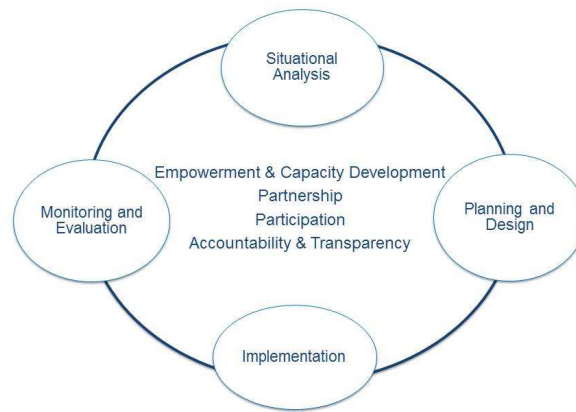 Situational
Analysis
Empowerment & Capacity Development
Partnership
Participation
Accountability & Transparency
Monitoring and
Evaluation
Planning and
Design
Implementation